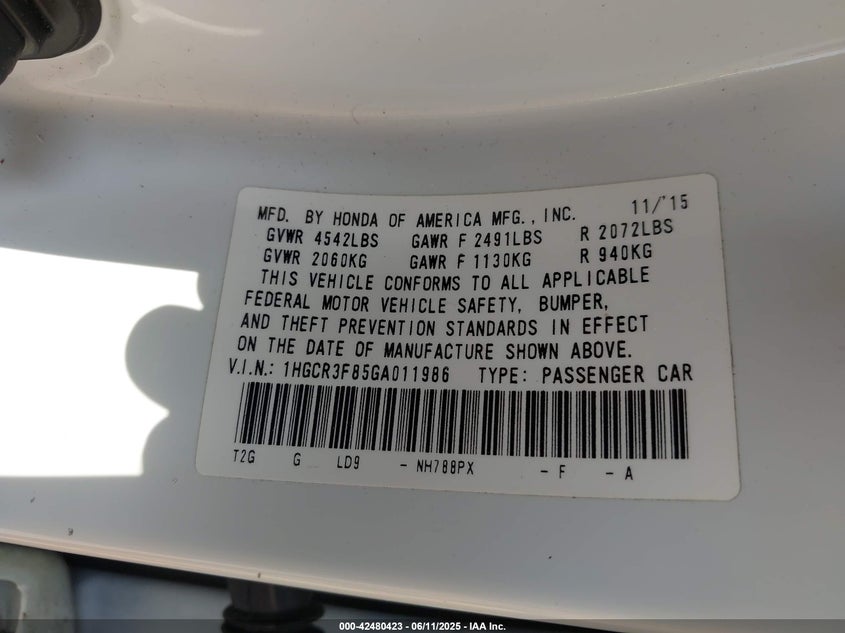 MFD. BY HONDA OF AMERICA MFG., INC. 11/'15
GVWR 4542LBS GAWR F 2491LBS R 2072LBS
GVWR 2060KG GAWR F 1130KG R 940KG
THIS VEHICLE CONFORMS TO ALL APPLICABLE
FEDERAL MOTOR VEHICLE SAFETY, BUMPER,
AND THEFT PREVENTION STANDARDS IN EFFECT
ON THE DATE OF MANUFACTURE SHOWN ABOVE.
V.I.N.: 1HGCR3F85GA011986 TYPE: PASSENGER CAR
T2G G LD9 - NH788PX - F - A
000-42480423 - 06/11/2025 - IAA Inc.